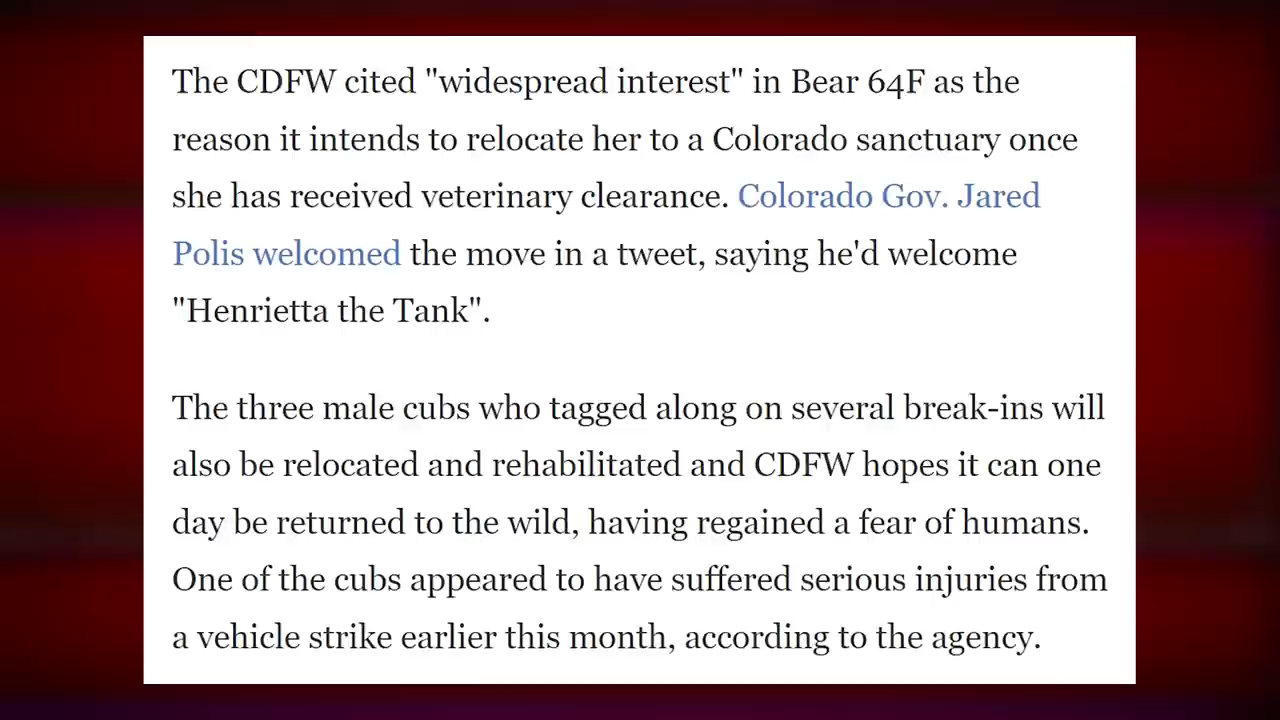 The CDFW cited "widespread interest" in Bear 64F as the
reason it intends to relocate her to a Colorado sanctuary once
she has received veterinary clearance. Colorado Gov. Jared
Polis welcomed the move in a tweet, saying he'd welcome
"Henrietta the Tank".
The three male cubs who tagged along on several break-ins will
also be relocated and rehabilitated and CDFW hopes it can one
day be returned to the wild, having regained a fear of humans.
One of the cubs appeared to have suffered serious injuries from
a vehicle strike earlier this month, according to the agency.